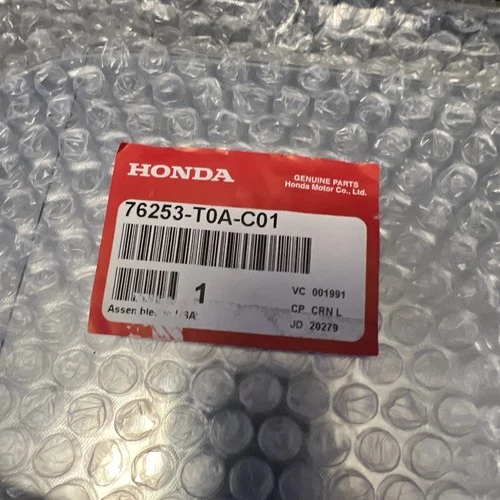 HONDA
GENUINE PARTS
Honda Motor Co., Ltd.
76253-T0A-C01
1
VC 001991
CP CRN L
JD 20279